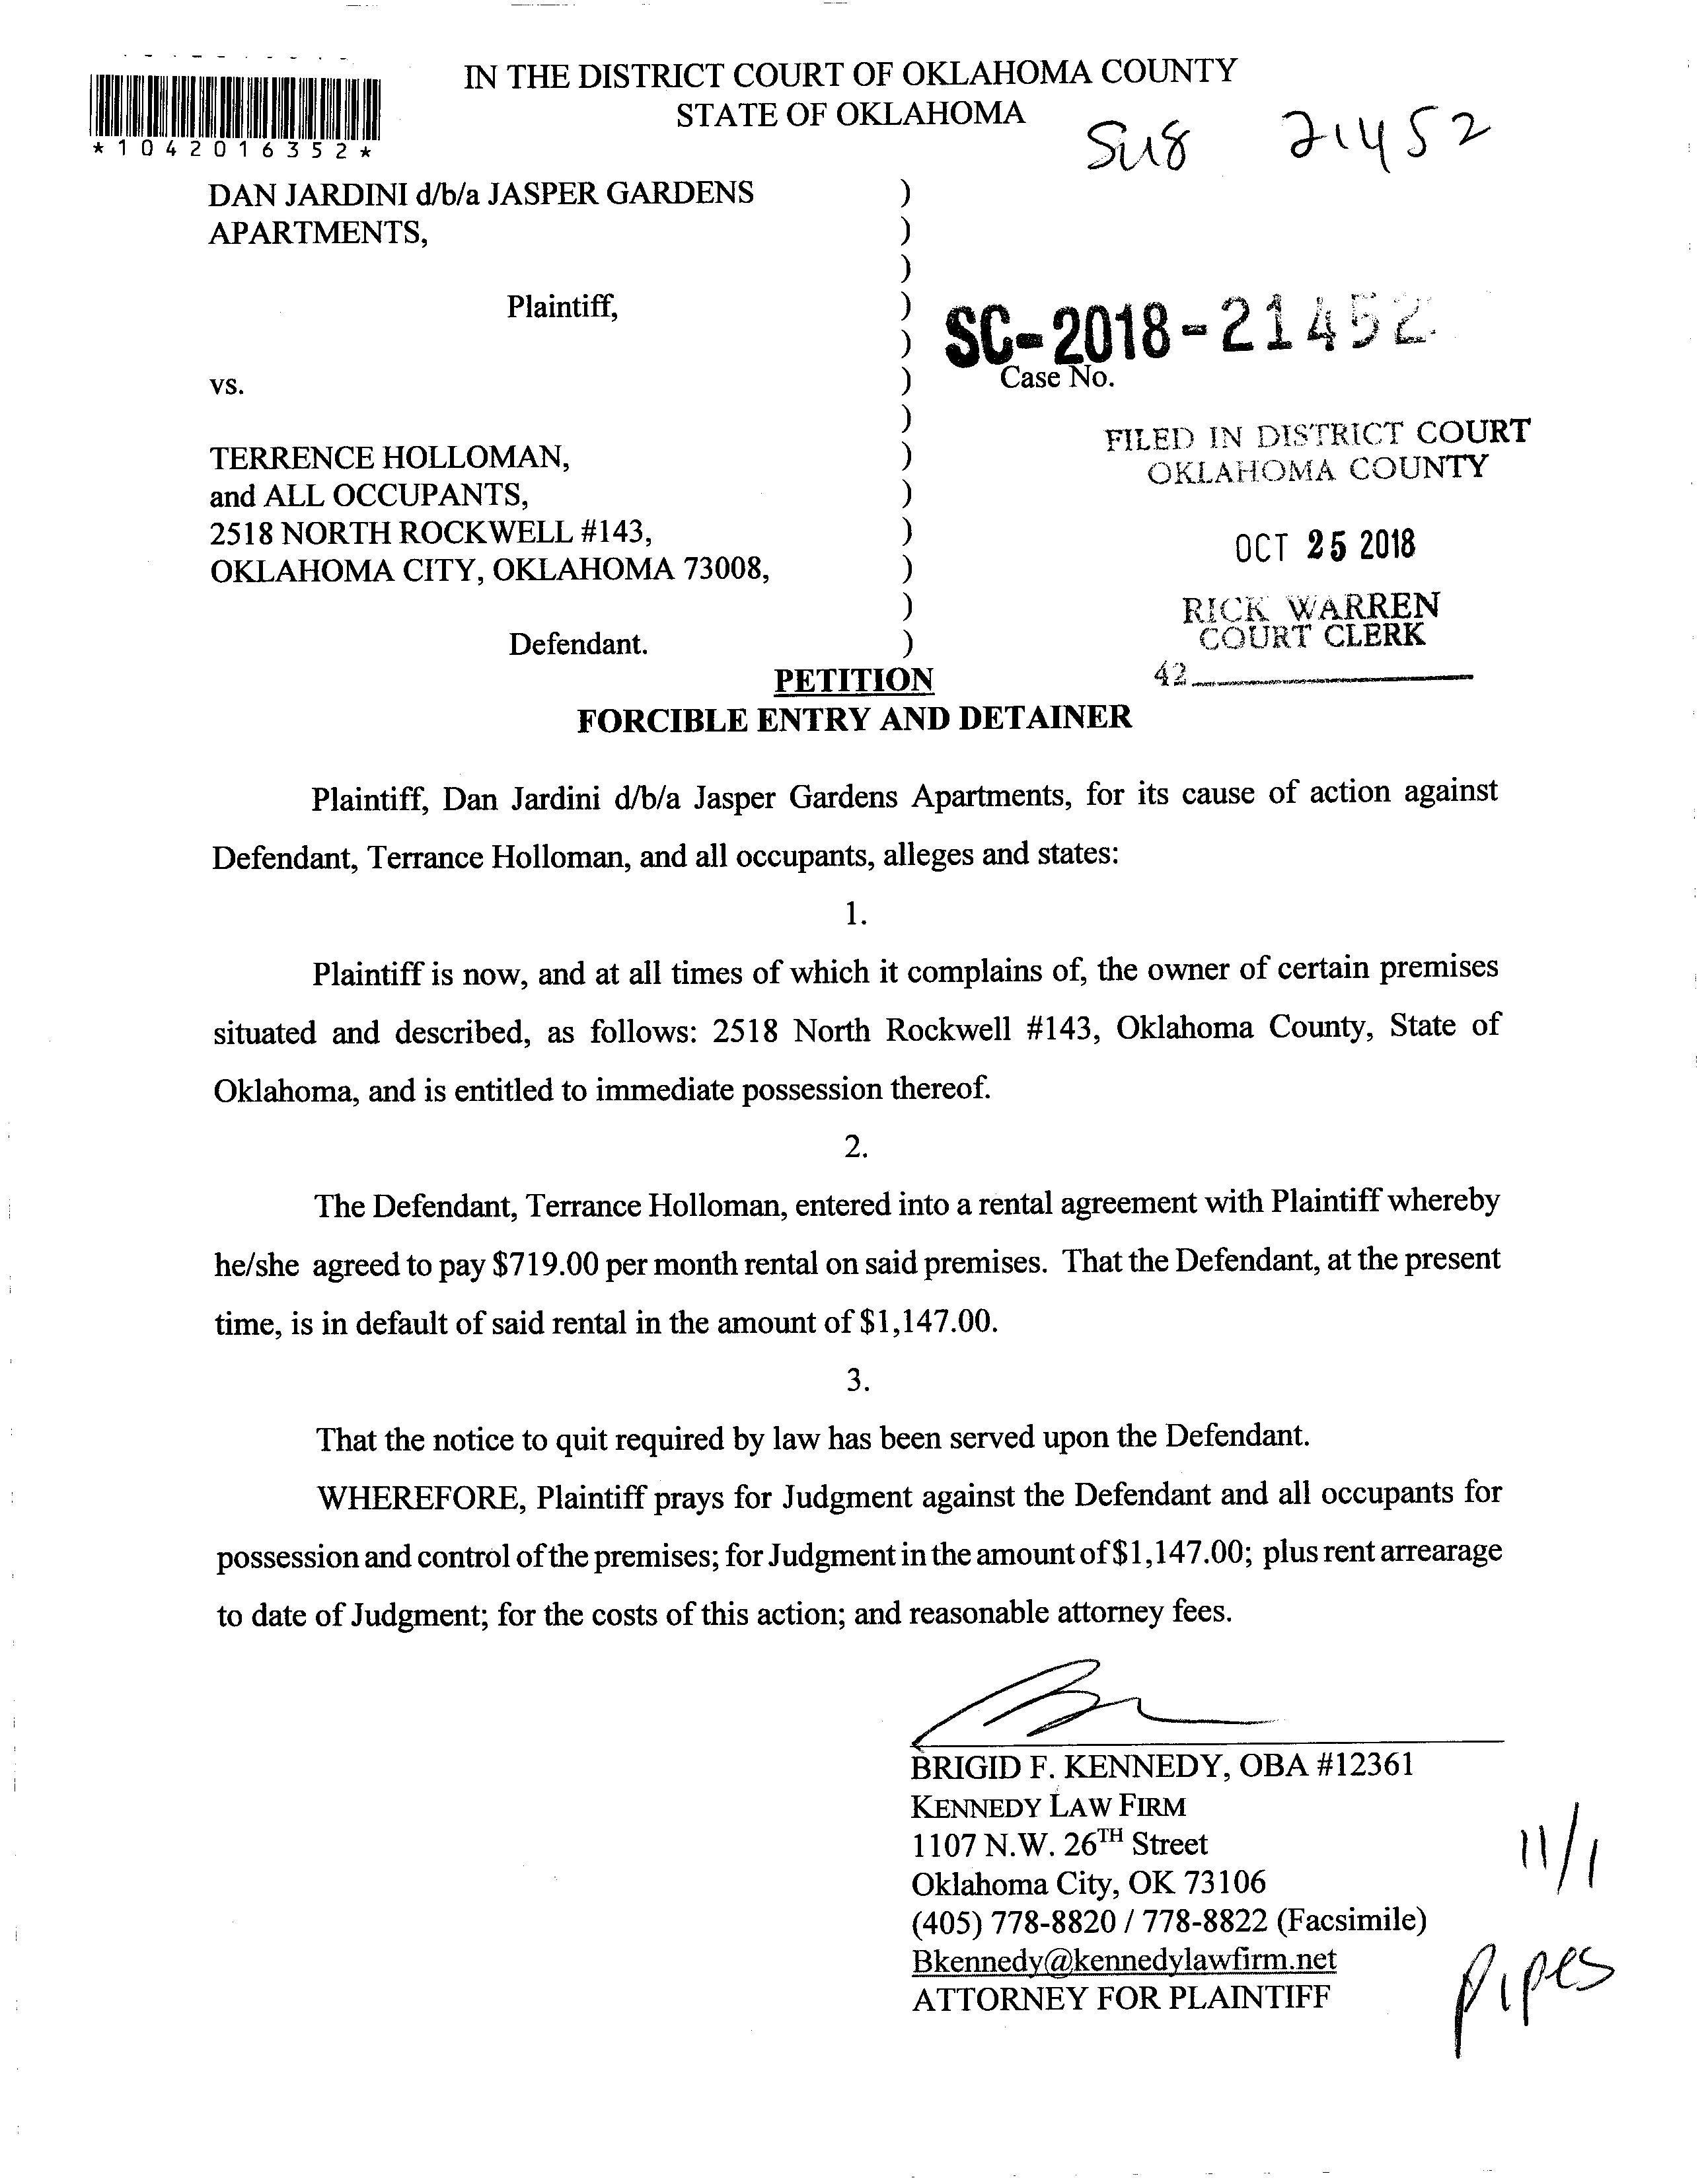 IN THE DISTRICT COURT OF OKLAHOMA COUNTY
STATE OF OKLAHOMA
*1042016352*
21452
DAN JARDINI d/b/a JASPER GARDENS )
APARTMENTS, )
)
Plaintiff, )
SC-2018-21452
)
vs. ) Case No.
)
TERRENCE HOLLOMAN, )
and ALL OCCUPANTS, )
2518 NORTH ROCKWELL #143, )
OKLAHOMA CITY, OKLAHOMA 73008, )
)
Defendant. )
FILED IN DISTRICT COURT
OKLAHOMA COUNTY
OCT 25 2018
RICK WARREN
COURT CLERK
42
PETITION
FORCIBLE ENTRY AND DETAINER
Plaintiff, Dan Jardini d/b/a Jasper Gardens Apartments, for its cause of action against
Defendant, Terrance Holloman, and all occupants, alleges and states:
1.
Plaintiff is now, and at all times of which it complains of, the owner of certain premises
situated and described, as follows: 2518 North Rockwell #143, Oklahoma County, State of
Oklahoma, and is entitled to immediate possession thereof.
2.
The Defendant, Terrance Holloman, entered into a rental agreement with Plaintiff whereby
he/she agreed to pay $719.00 per month rental on said premises. That the Defendant, at the present
time, is in default of said rental in the amount of $1,147.00.
3.
That the notice to quit required by law has been served upon the Defendant.
WHEREFORE, Plaintiff prays for Judgment against the Defendant and all occupants for
possession and control of the premises; for Judgment in the amount of $1,147.00; plus rent arrearage
to date of Judgment; for the costs of this action; and reasonable attorney fees.
BRIGID F. KENNEDY, OBA #12361
KENNEDY LAW FIRM
1107 N.W. 26TH Street
Oklahoma City, OK 73106
(405) 778-8820 / 778-8822 (Facsimile)
Bkennedy@kennedylawfirm.net
ATTORNEY FOR PLAINTIFF
11/1
Pipes